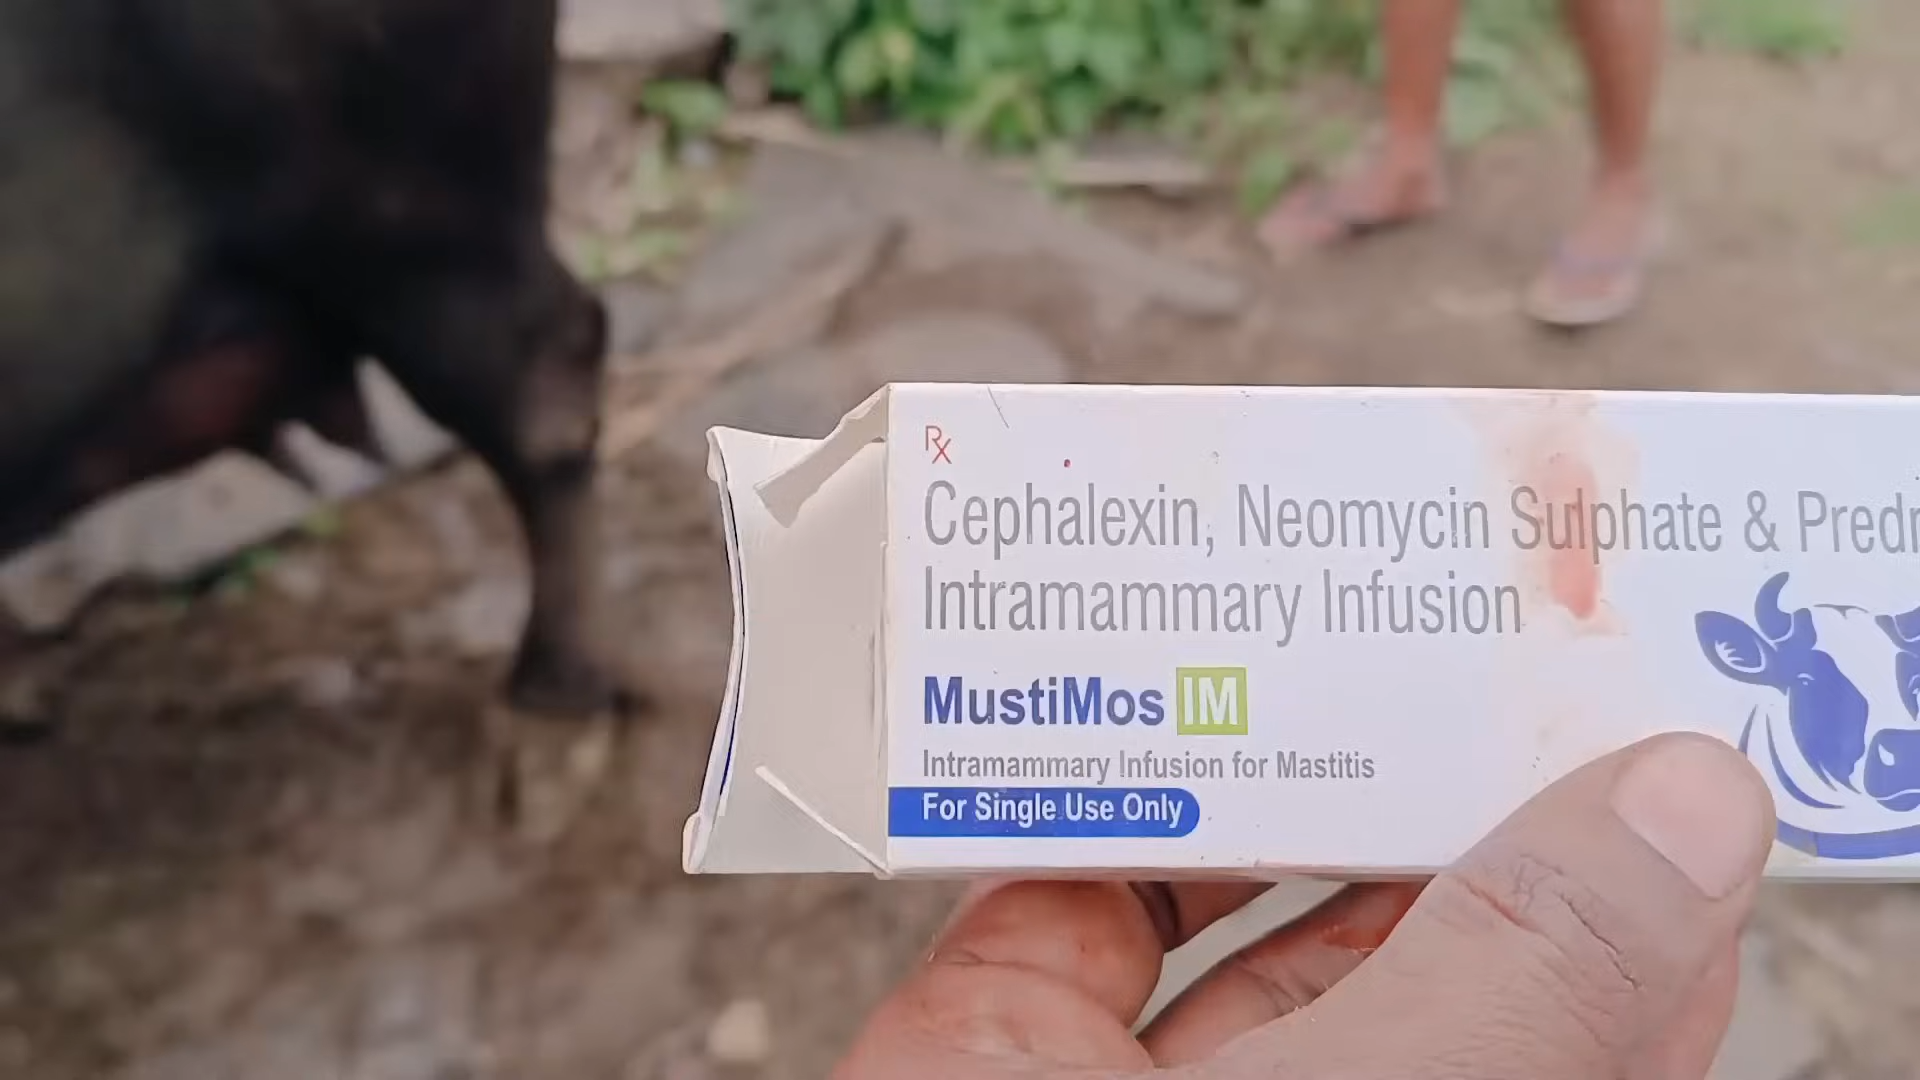 Rx
Cephalexin, Neomycin Sulphate & Predn
Intramammary Infusion
MustiMos IM
Intramammary Infusion for Mastitis
For Single Use Only